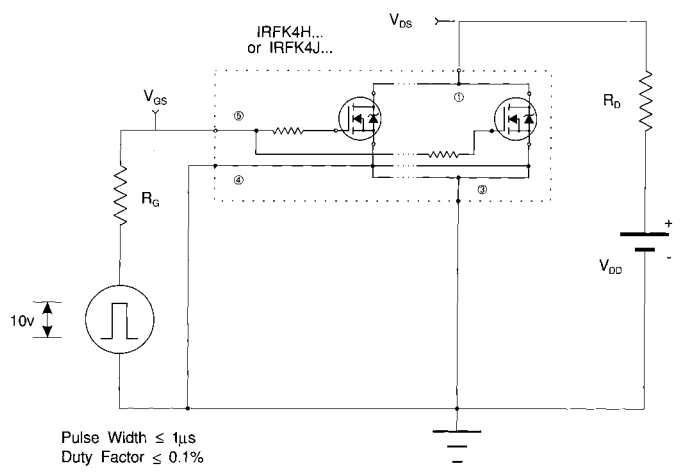 IRFK4H...
or IRFK4J...
V_DS
V_GS
⑤
①
R_D
④
③
R_G
+
V_DD
-
10v
Pulse Width ≤ 1µs
Duty Factor ≤ 0.1%